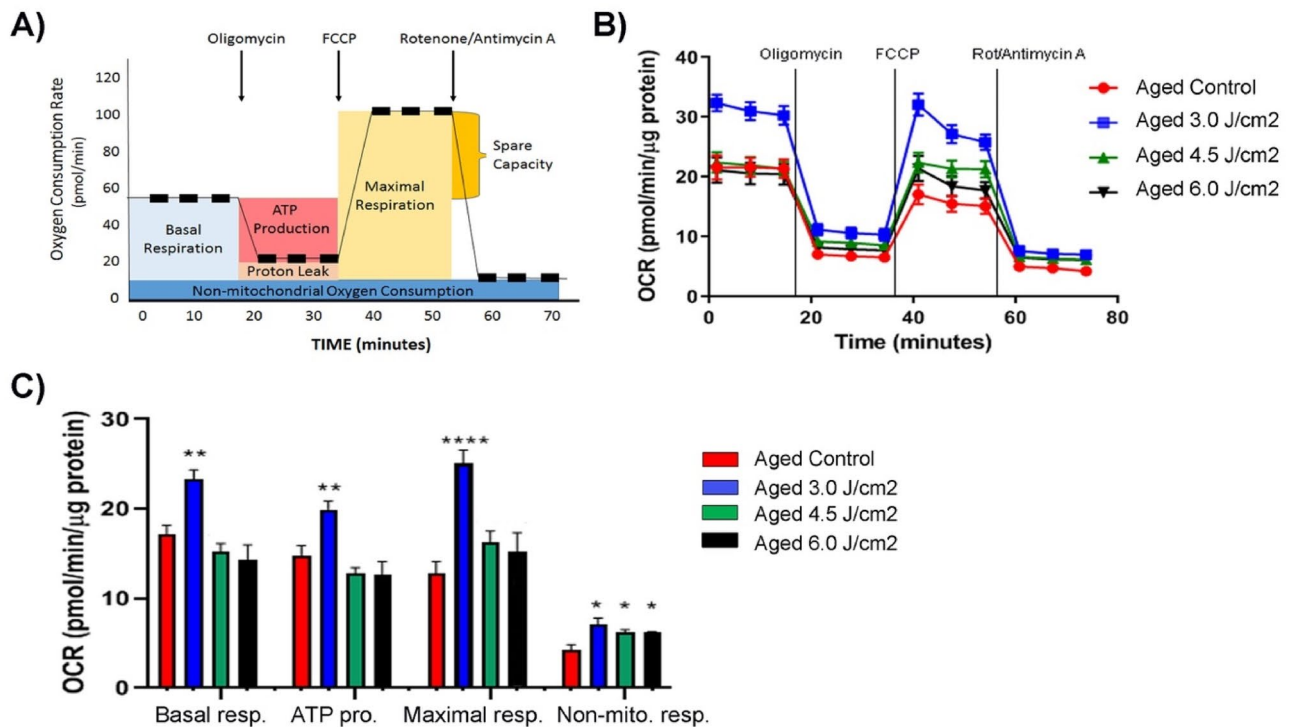 A)
Oligomycin
FCCP
Rotenone/Antimycin A
Oxygen Consumption Rate
(pmol/min)
120
100
80
60
40
20
0
Basal
Respiration
ATP
Production
Proton Leak
Maximal
Respiration
Spare
Capacity
Non-mitochondrial Oxygen Consumption
0 10 20 30 40 50 60 70
TIME (minutes)
B)
Oligomycin
FCCP
Rot/Antimycin A
OCR (pmol/min/μg protein)
40
30
20
10
0
0 20 40 60 80
Time (minutes)
Aged Control
Aged 3.0 J/cm2
Aged 4.5 J/cm2
Aged 6.0 J/cm2
C)
OCR (pmol/min/μg protein)
30
20
10
0
**
**
****
* * *
Basal resp. ATP pro. Maximal resp. Non-mito. resp.
Aged Control
Aged 3.0 J/cm2
Aged 4.5 J/cm2
Aged 6.0 J/cm2